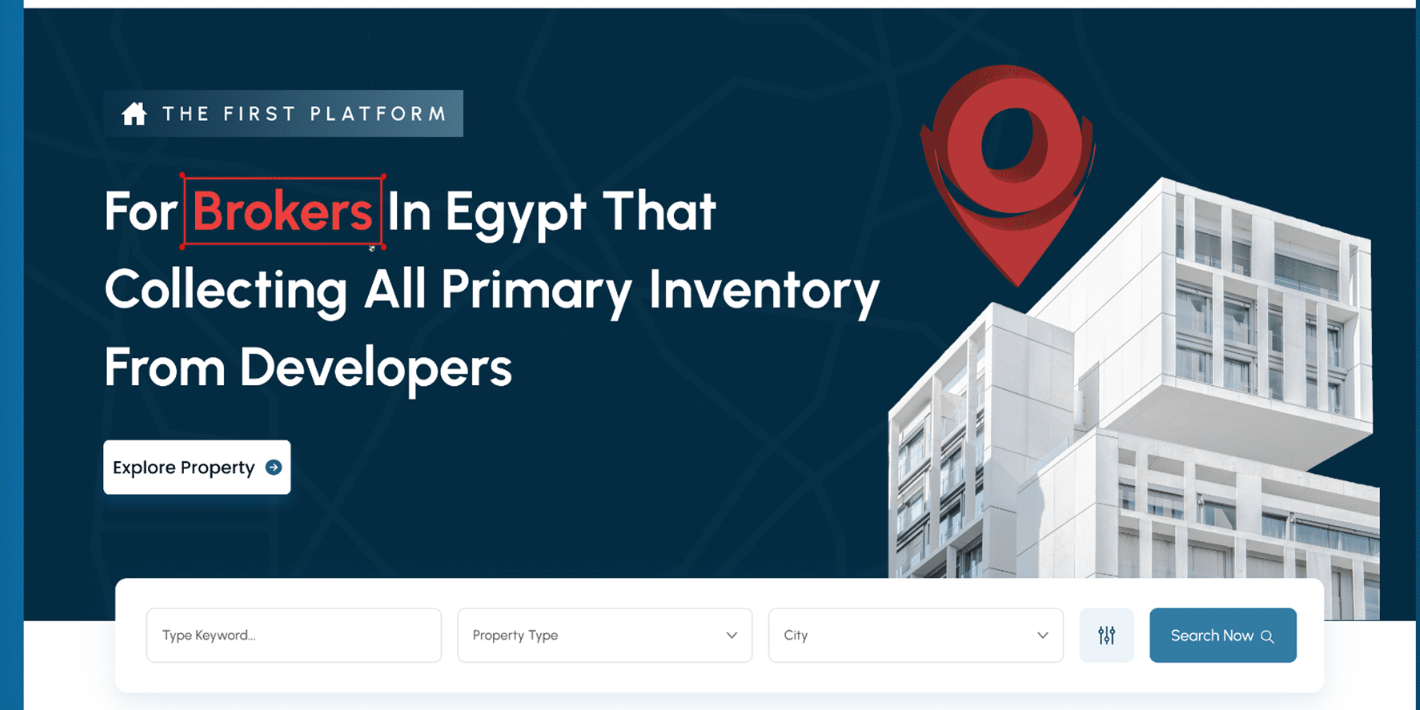 THE FIRST PLATFORM
For Brokers In Egypt That
Collecting All Primary Inventory
From Developers
Explore Property
Type Keyword...
Property Type
City
Search Now